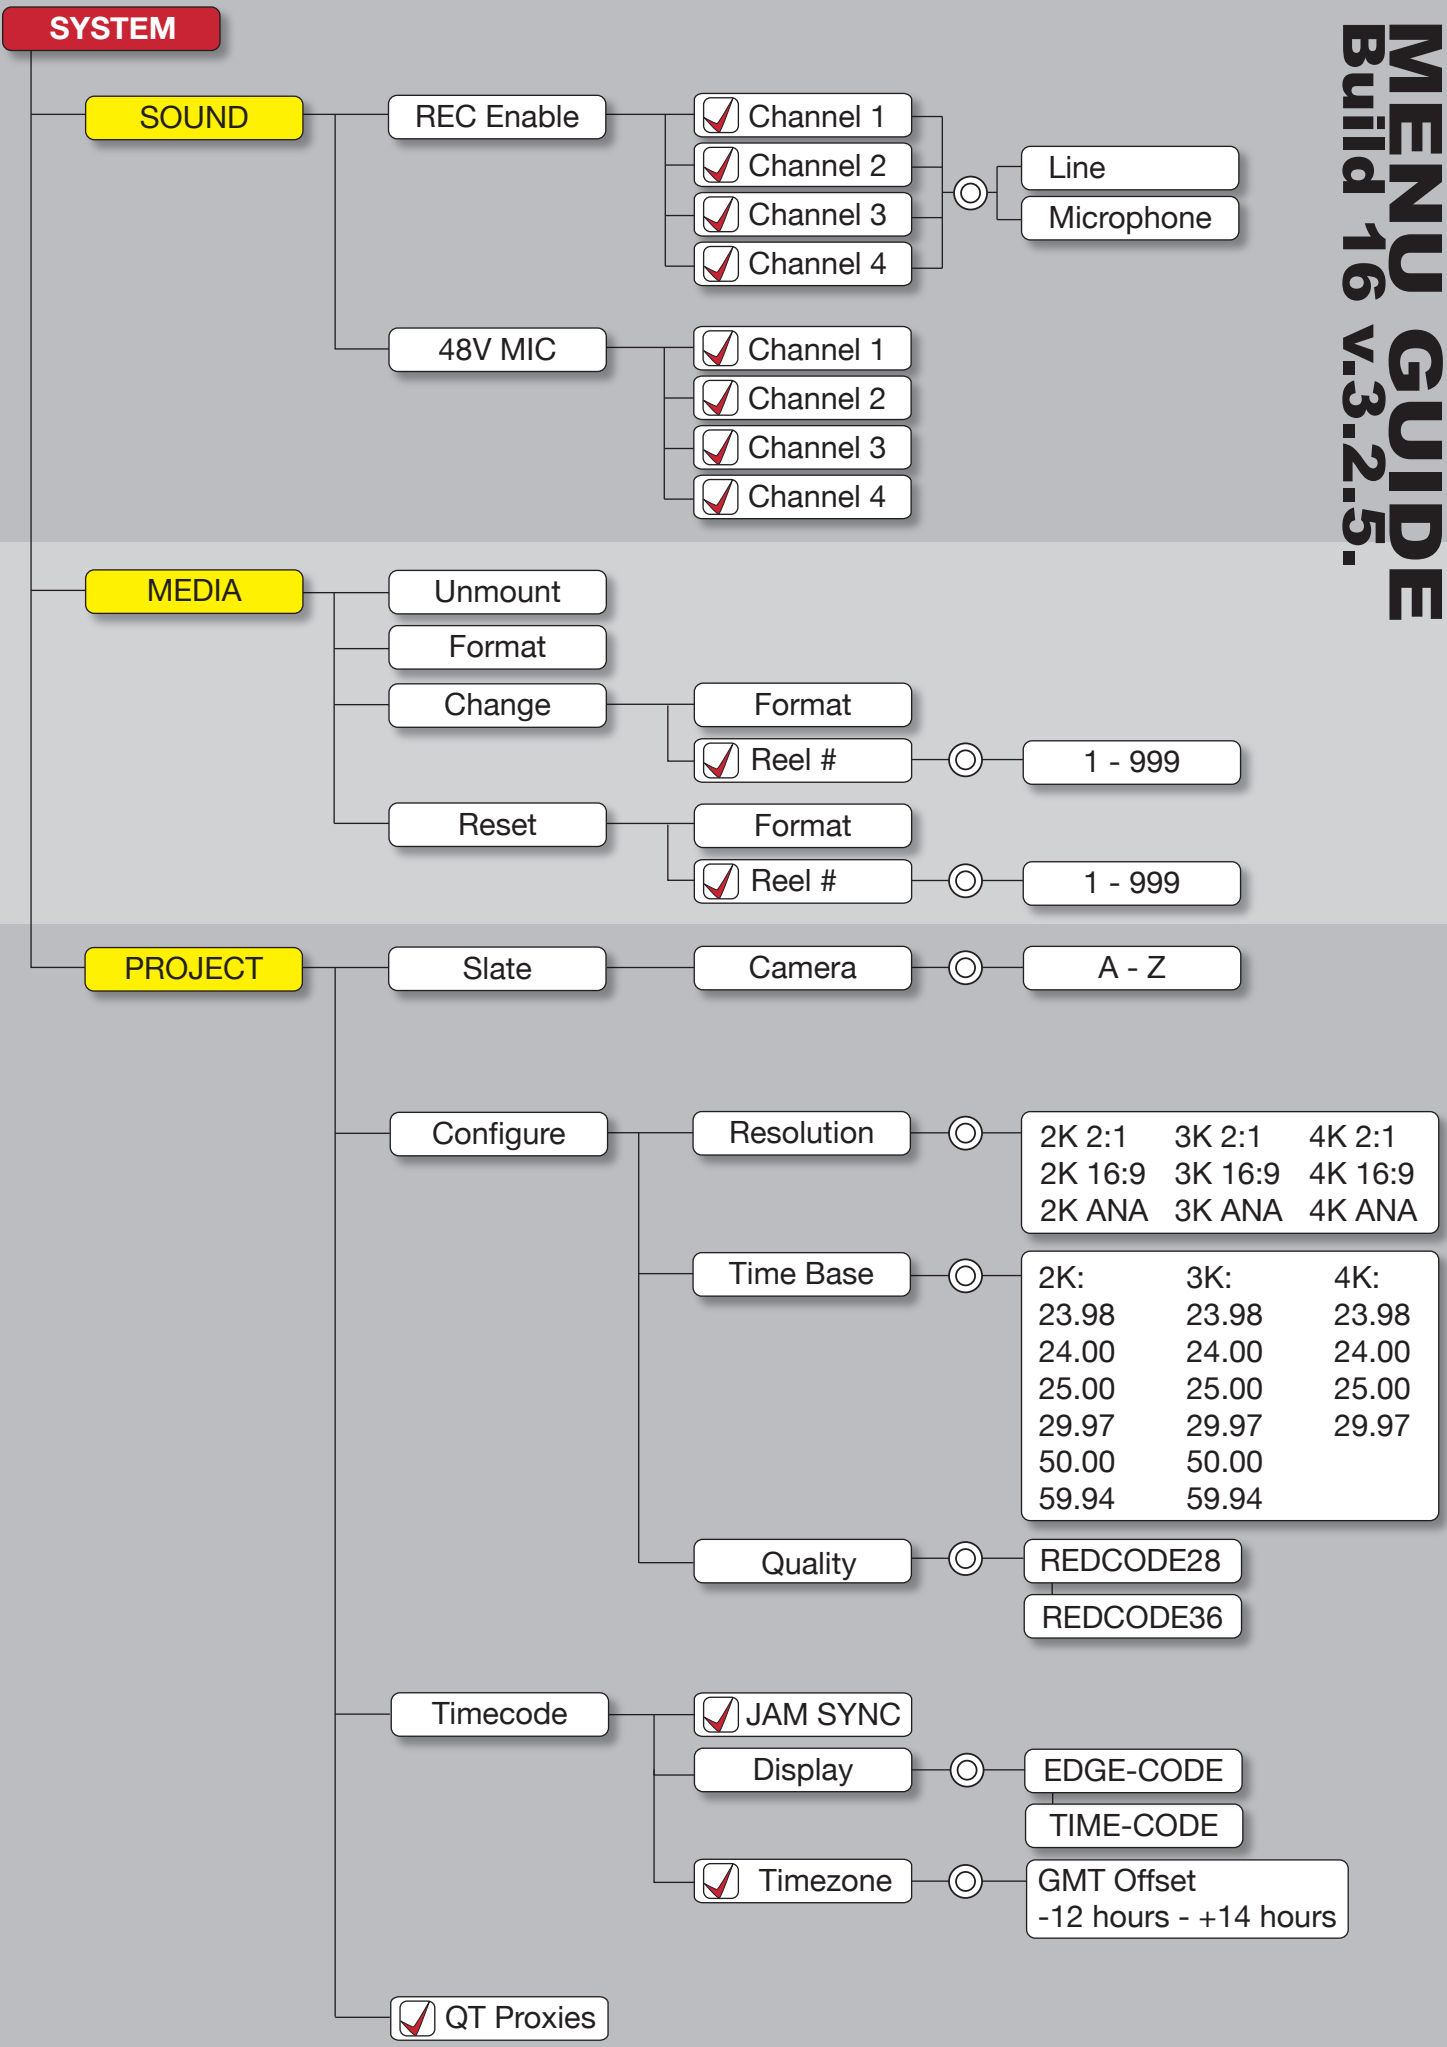 SYSTEM
MENU GUIDE
Build 16 v.3.2.5.
SOUND
REC Enable
Channel 1
Channel 2
Channel 3
Channel 4
Line
Microphone
48V MIC
Channel 1
Channel 2
Channel 3
Channel 4
MEDIA
Unmount
Format
Change
Format
Reel #
1 - 999
Reset
Format
Reel #
1 - 999
PROJECT
Slate
Camera
A - Z
Configure
Resolution
2K 2:1 3K 2:1 4K 2:1
2K 16:9 3K 16:9 4K 16:9
2K ANA 3K ANA 4K ANA
Time Base
2K: 3K: 4K:
23.98 23.98 23.98
24.00 24.00 24.00
25.00 25.00 25.00
29.97 29.97 29.97
50.00 50.00
59.94 59.94
Quality
REDCODE28
REDCODE36
Timecode
JAM SYNC
Display
EDGE-CODE
TIME-CODE
Timezone
GMT Offset
-12 hours - +14 hours
QT Proxies